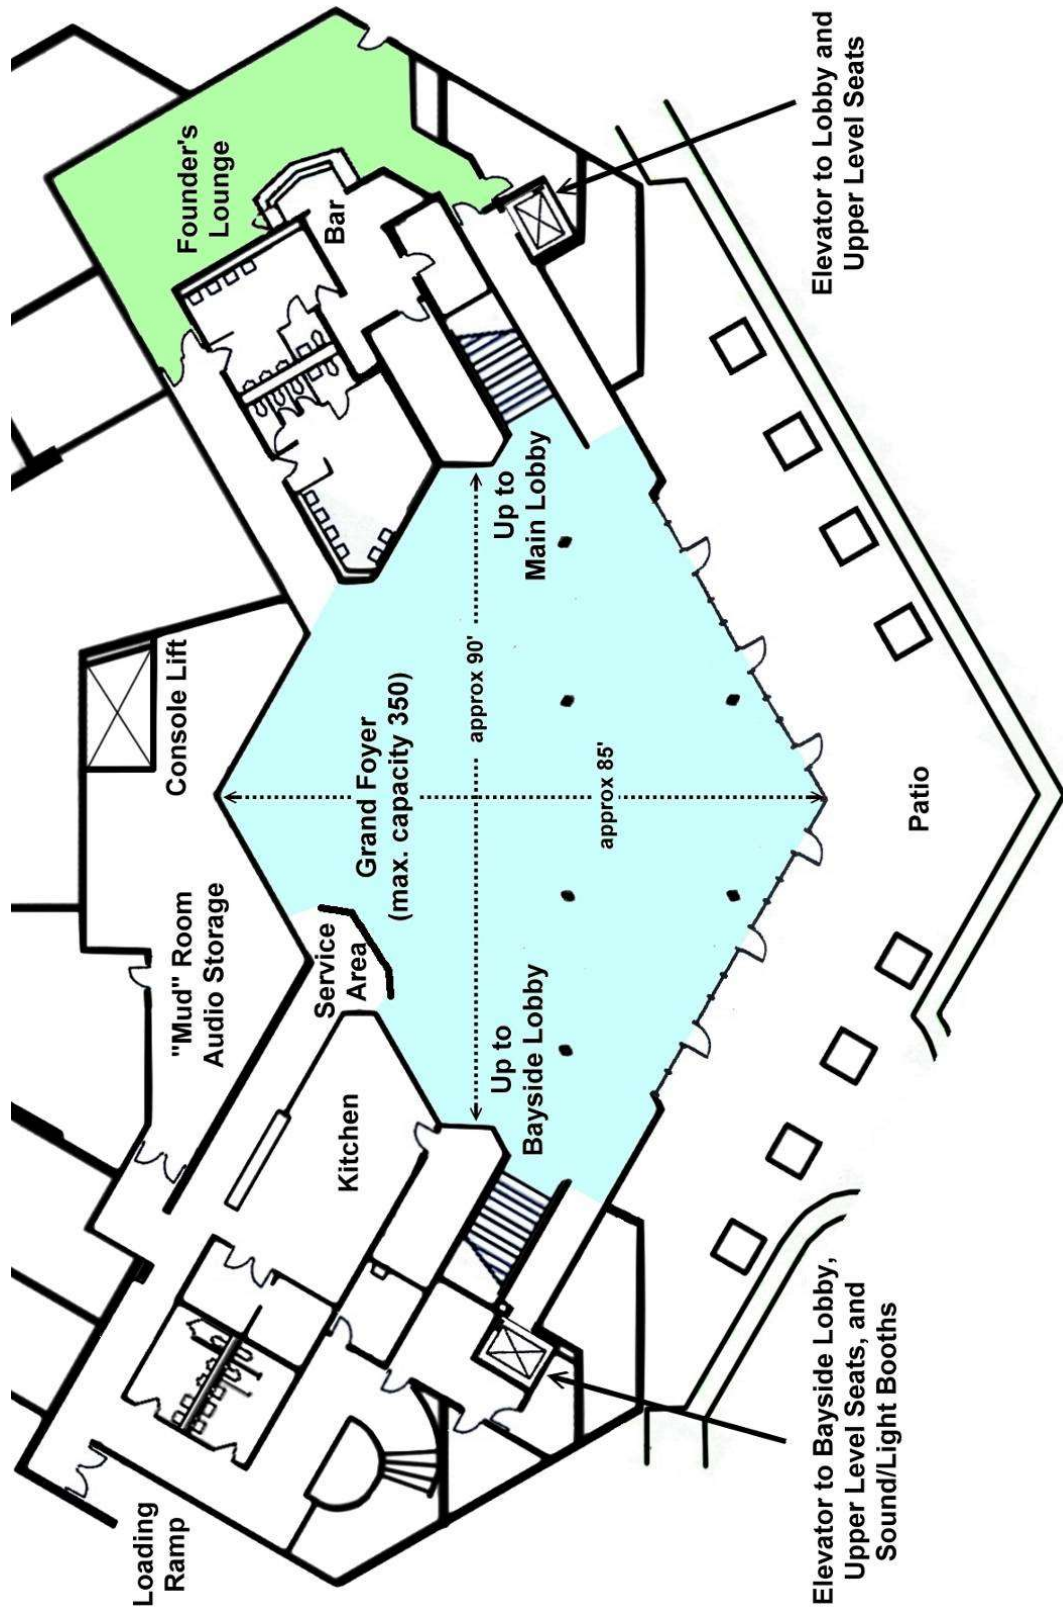 Loading
Ramp
"Mud" Room
Audio Storage
Console Lift
Founder's
Lounge
Bar
Service
Area
Kitchen
Grand Foyer
(max. capacity 350)
approx 90'
approx 85'
Up to
Bayside Lobby
Up to
Main Lobby
Patio
Elevator to Bayside Lobby,
Upper Level Seats, and
Sound/Light Booths
Elevator to Lobby and
Upper Level Seats